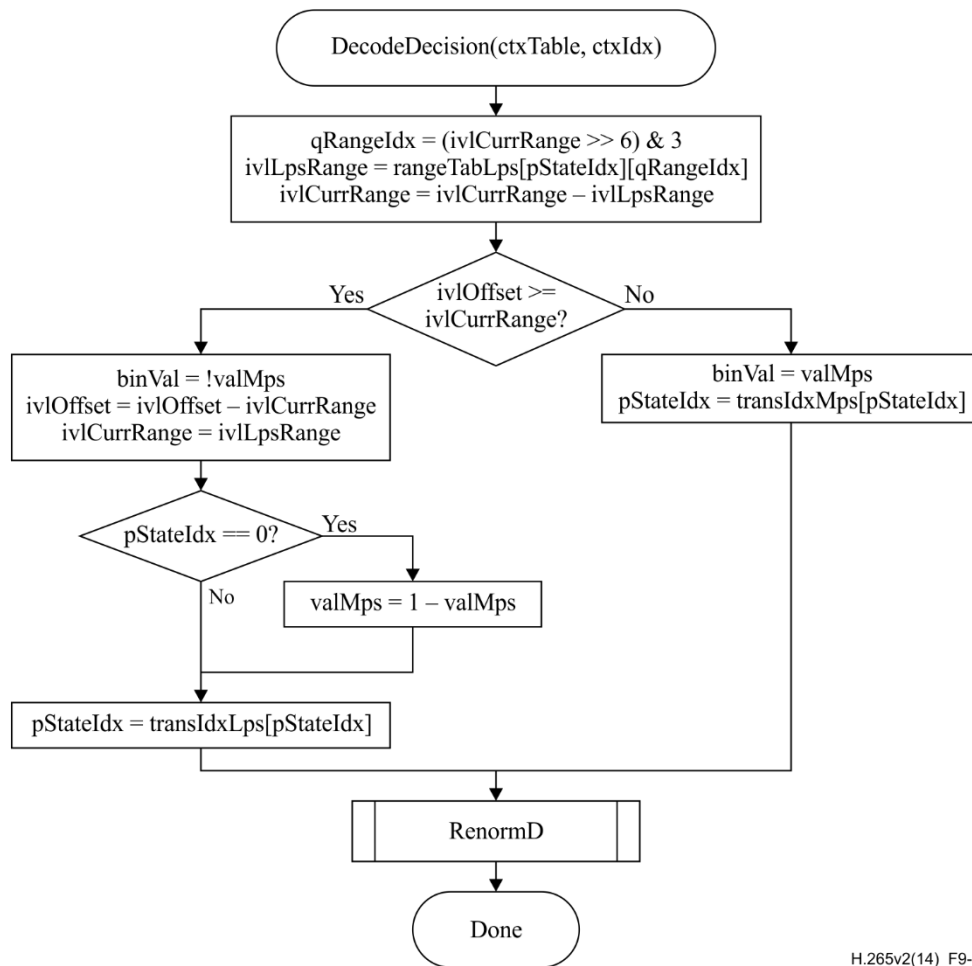 DecodeDecision(ctxTable, ctxIdx)
qRangeIdx = (ivlCurrRange >> 6) & 3
ivlLpsRange = rangeTabLps[pStateIdx][qRangeIdx]
ivlCurrRange = ivlCurrRange – ivlLpsRange
Yes
ivlOffset >=
ivlCurrRange?
No
binVal = !valMps
ivlOffset = ivlOffset – ivlCurrRange
ivlCurrRange = ivlLpsRange
binVal = valMps
pStateIdx = transIdxMps[pStateIdx]
pStateIdx == 0?
Yes
No
valMps = 1 – valMps
pStateIdx = transIdxLps[pStateIdx]
RenormD
Done
H.265v2(14)_F9-